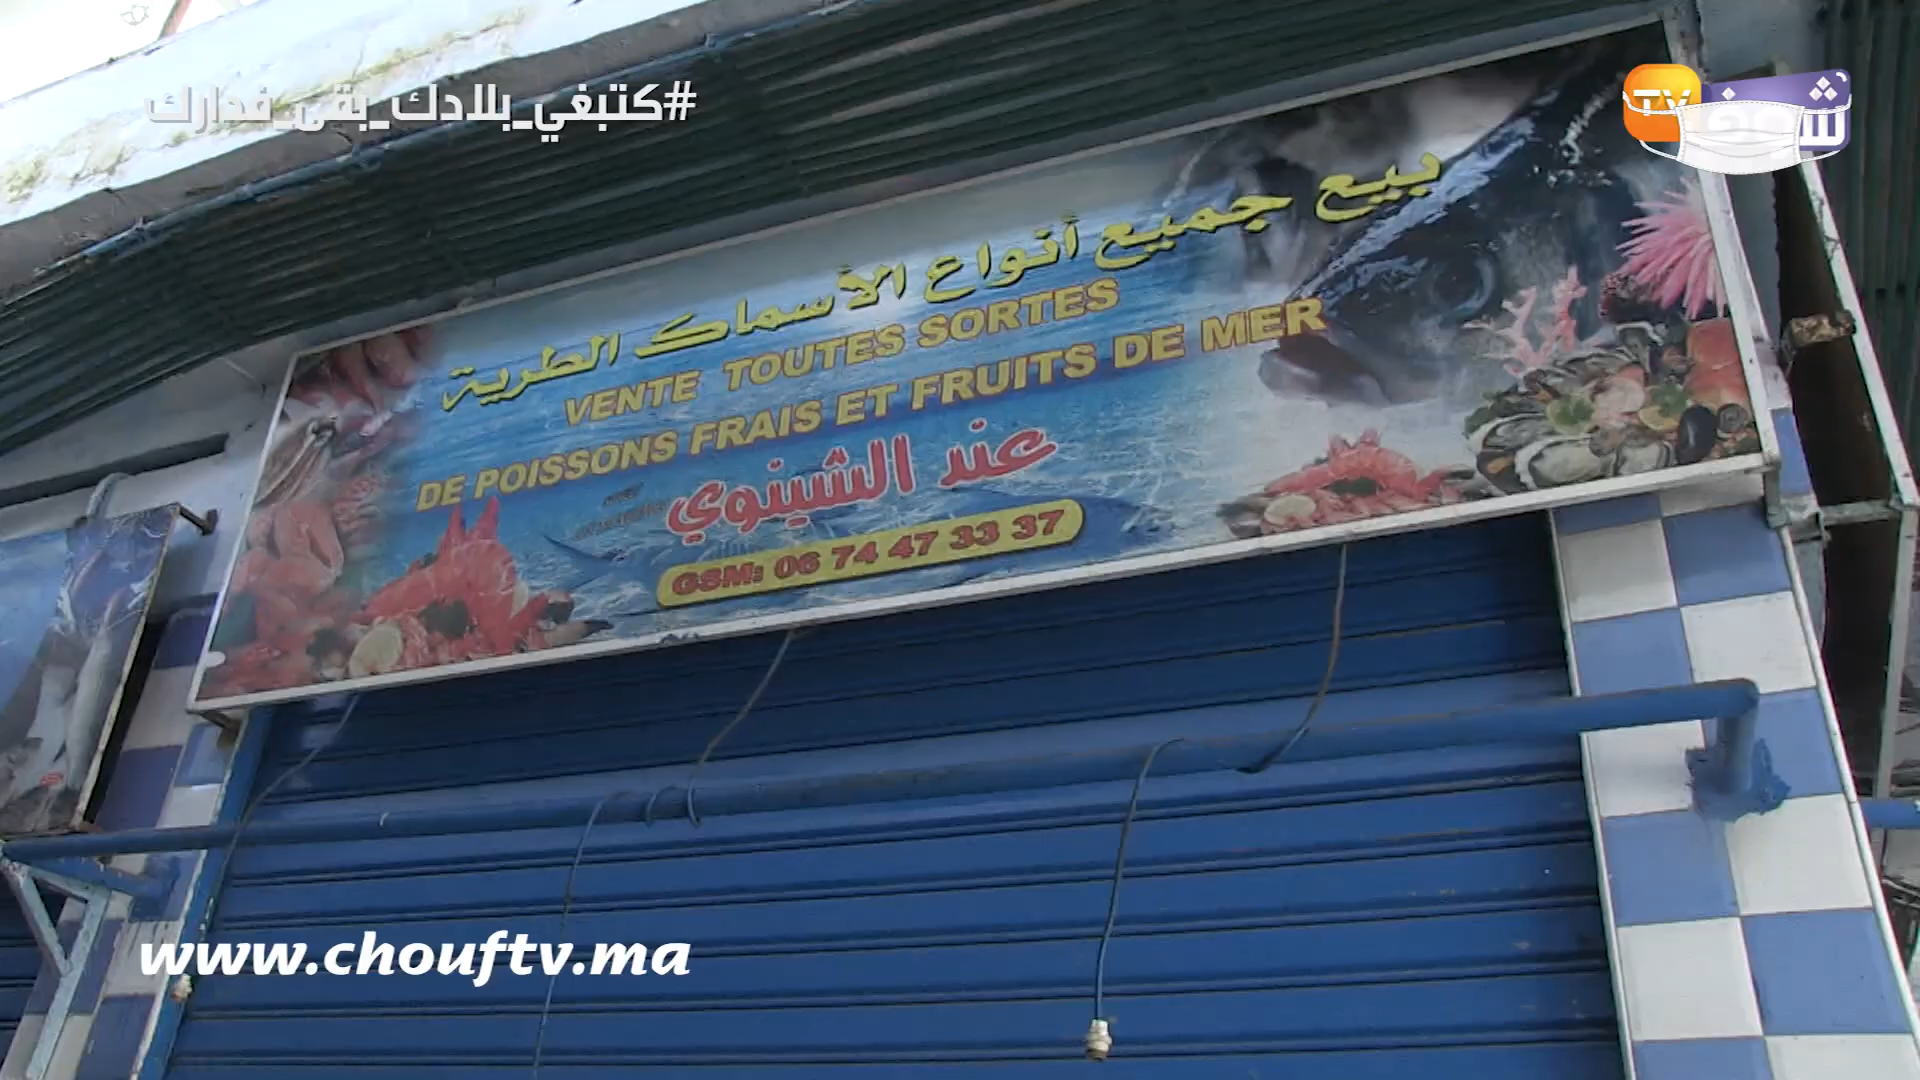 #كتبغي_بلادك_بقى_فدارك
TV شوف
بيع جميع أنواع الأسماك الطرية
VENTE TOUTES SORTES
DE POISSONS FRAIS ET FRUITS DE MER
عند الشينوي
GSM: 06 74 47 33 37
www.chouftv.ma